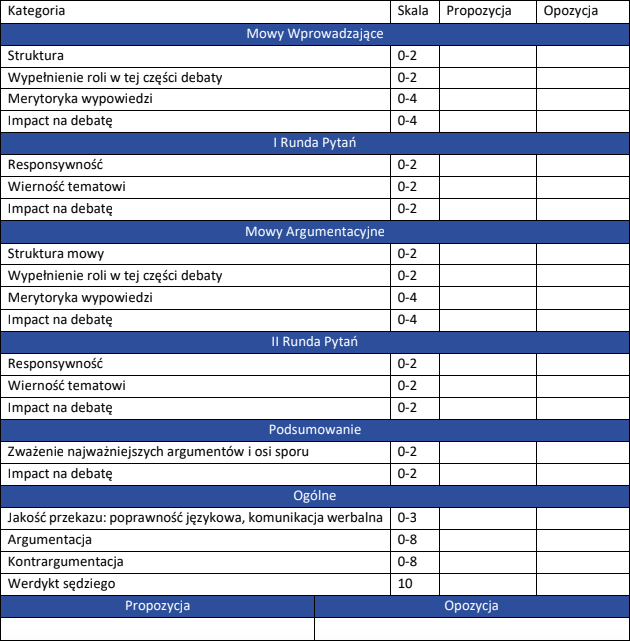 Kategoria Skala Propozycja Opozycja
Mowy Wprowadzające
Struktura 0-2
Wypełnienie roli w tej części debaty 0-2
Merytoryka wypowiedzi 0-4
Impact na debatę 0-4
I Runda Pytań
Responsywność 0-2
Wierność tematowi 0-2
Impact na debatę 0-2
Mowy Argumentacyjne
Struktura mowy 0-2
Wypełnienie roli w tej części debaty 0-2
Merytoryka wypowiedzi 0-4
Impact na debatę 0-4
II Runda Pytań
Responsywność 0-2
Wierność tematowi 0-2
Impact na debatę 0-2
Podsumowanie
Zważenie najważniejszych argumentów i osi sporu 0-2
Impact na debatę 0-2
Ogólne
Jakość przekazu: poprawność językowa, komunikacja werbalna 0-3
Argumentacja 0-8
Kontrargumentacja 0-8
Werdykt sędziego 10
Propozycja Opozycja